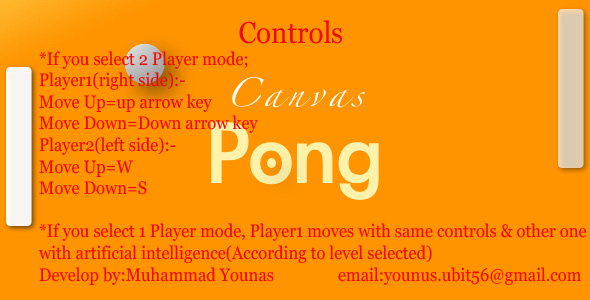 Controls
*If you select 2 Player mode;
Player1(right side):-
Canvas
Move Up=up arrow key
Move Down=Down arrow key
Pong
Player2(left side):-
Move Up=W
Move Down=S
*If you select 1 Player mode, Player1 moves with same controls & other one
with artificial intelligence(According to level selected)
Develop by:Muhammad Younas email:younus.ubit56@gmail.com